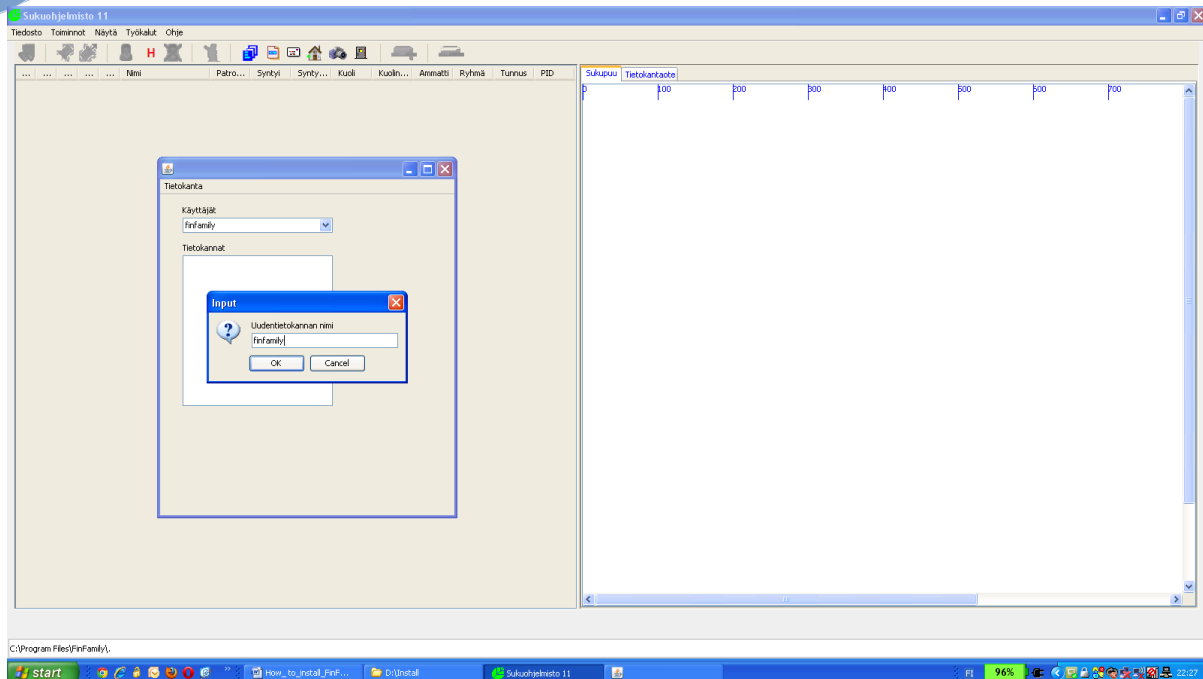 Sukuohjelmisto 11
Tiedosto Toiminnot Näytä Työkalut Ohje
H
... ... ... ... ... Nimi Patro... Syntyi Synty... Kuoli Kuolin... Ammatti Ryhmä Tunnus PID
Sukupuu Tietokantaote
0 100 200 300 400 500 600 700
Tietokanta
Käyttäjät
finfamily
Tietokannat
Input
Uudentietokannan nimi
finfamily
OK Cancel
C:\Program Files\FinFamily\.
start How_to_install_FinF... D:\Install Sukuohjelmisto 11 FI 96% 22:27